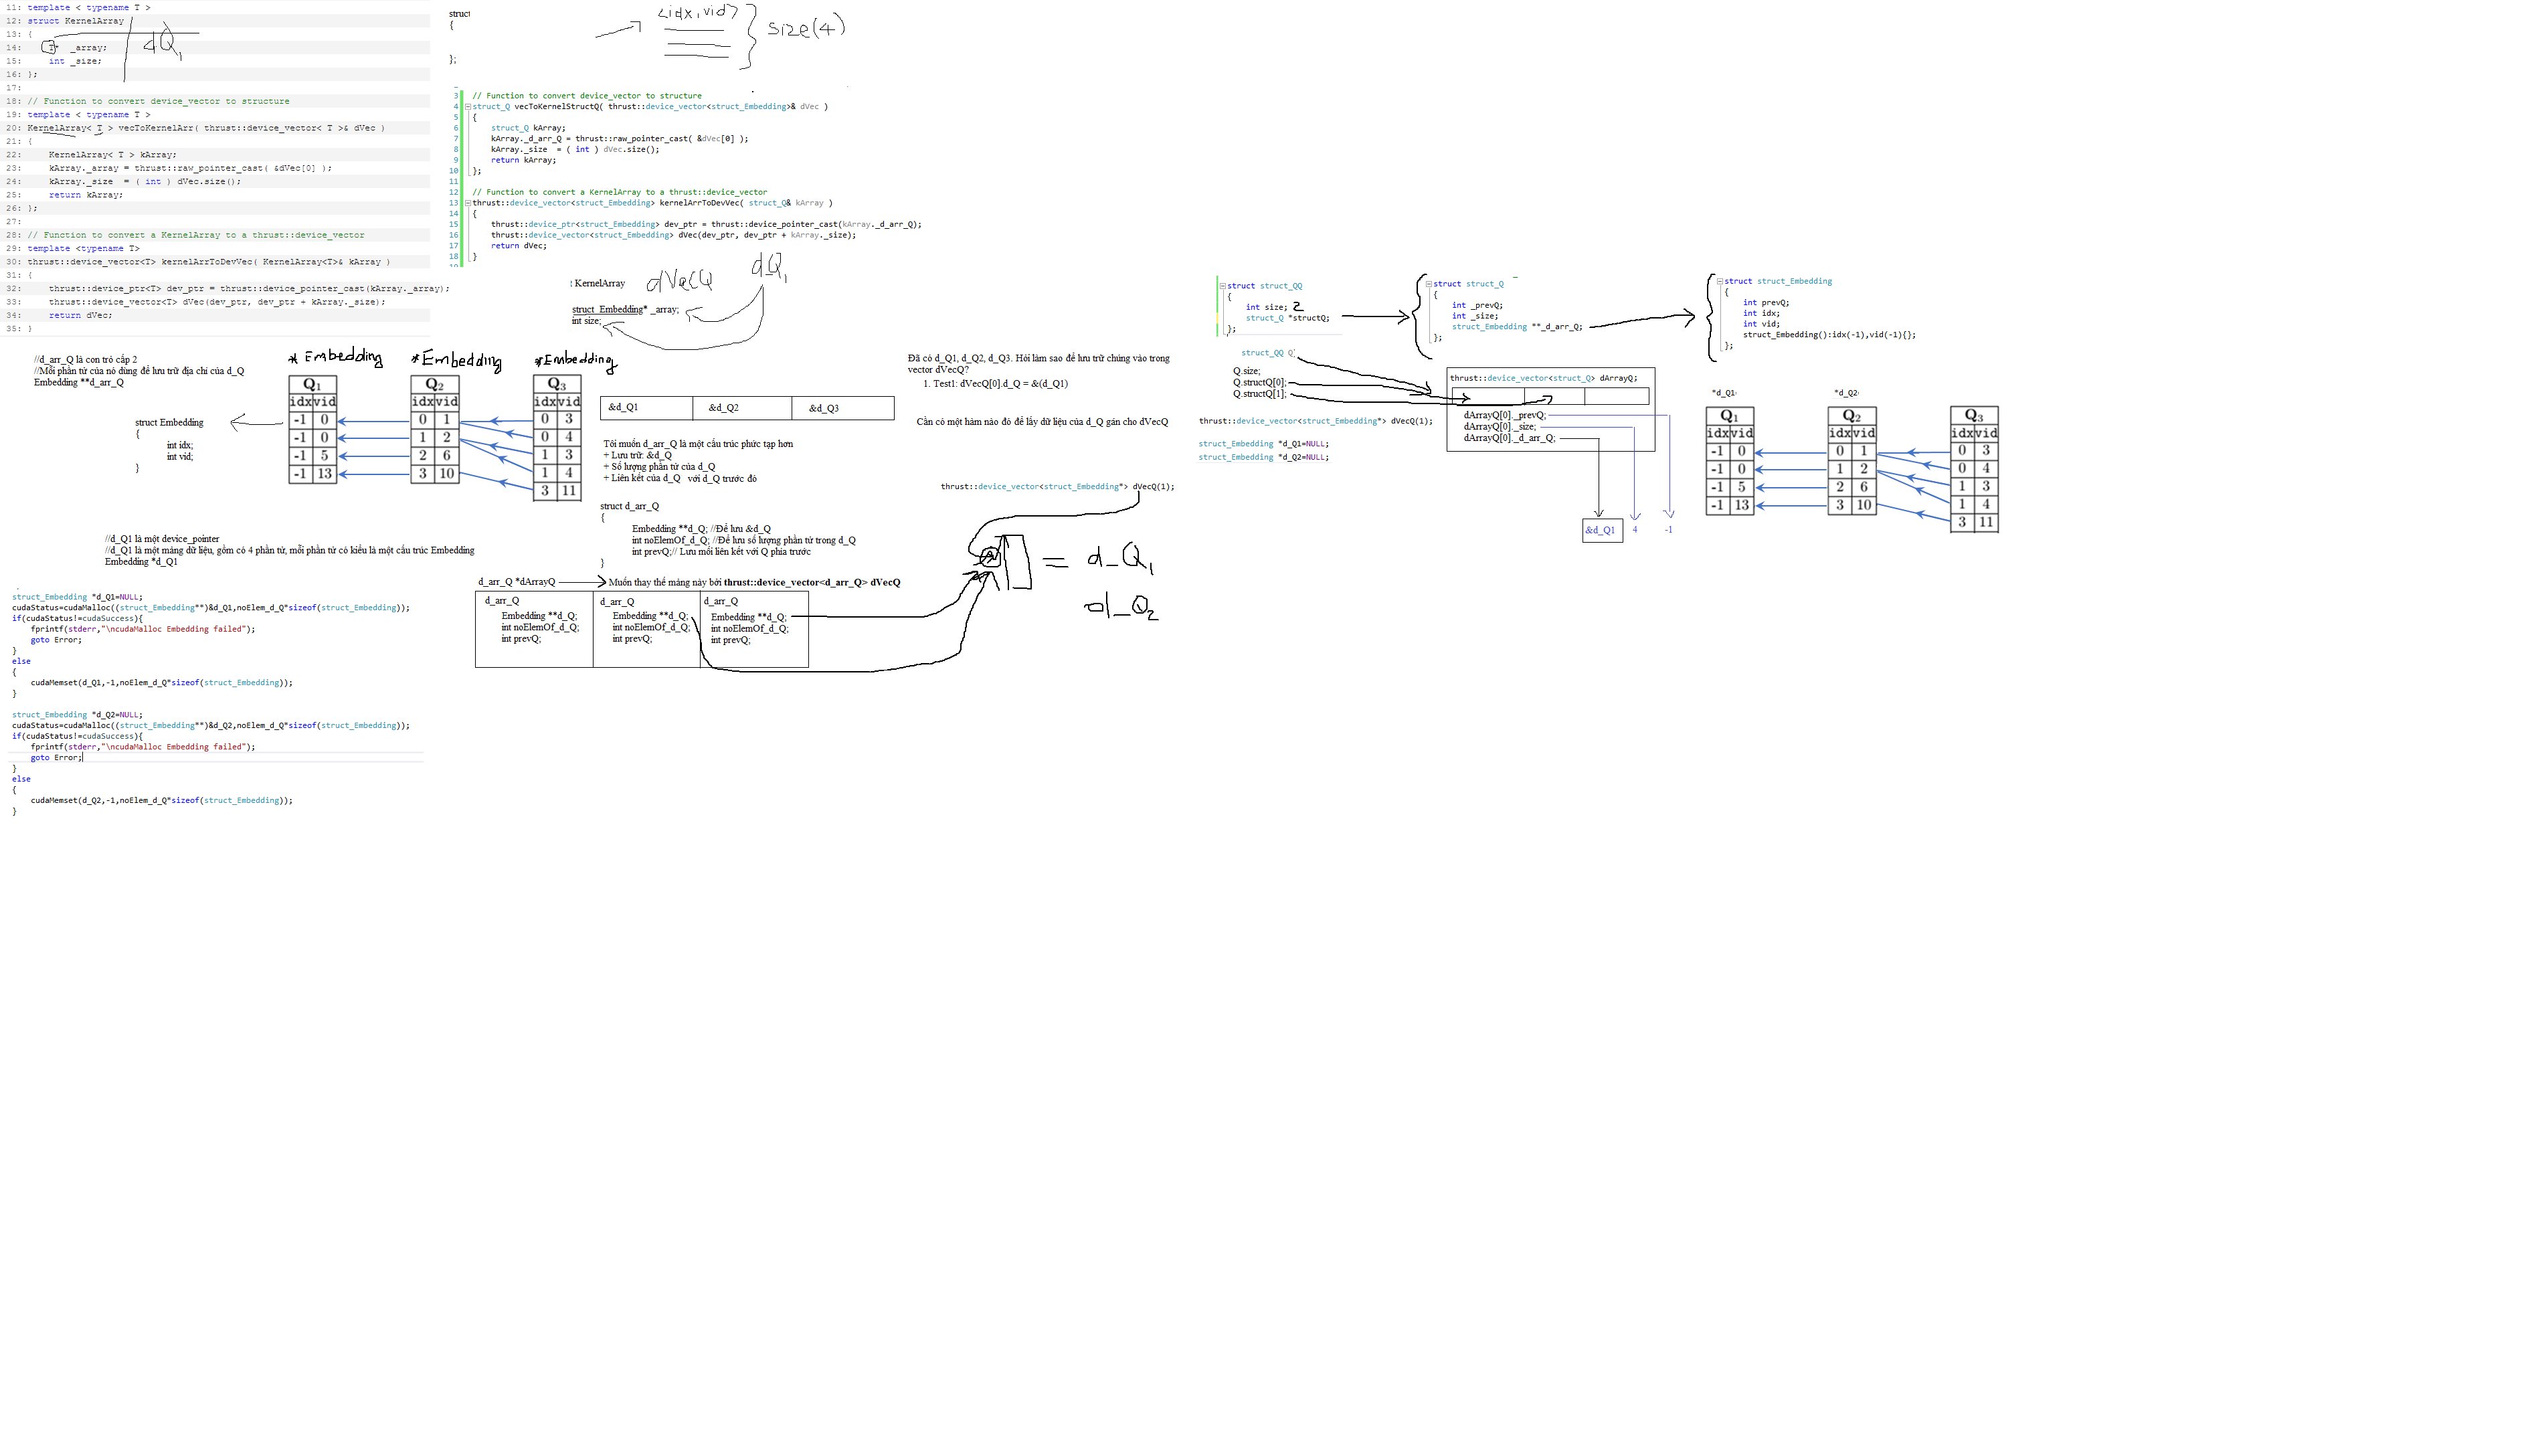 11: template < typename T >
12: struct KernelArray
13: {
14: T* _array;
15: int _size;
16: };
17:
18: // Function to convert device_vector to structure
19: template < typename T >
20: KernelArray< T > vecToKernelArr( thrust::device_vector< T >& dVec )
21: {
22: KernelArray< T > kArray;
23: kArray._array = thrust::raw_pointer_cast( &dVec[0] );
24: kArray._size = ( int ) dVec.size();
25: return kArray;
26: };
27:
28: // Function to convert a KernelArray to a thrust::device_vector
29: template <typename T>
30: thrust::device_vector<T> kernelArrToDevVec( KernelArray<T>& kArray )
31: {
32: thrust::device_ptr<T> dev_ptr = thrust::device_pointer_cast(kArray._array);
33: thrust::device_vector<T> dVec(dev_ptr, dev_ptr + kArray._size);
34: return dVec;
35: }
dQ1
struct
{
};
<idx,vid>
size(4)
3 // Function to convert device_vector to structure
4 struct_Q vecToKernelStructQ( thrust::device_vector<struct_Embedding>& dVec )
5 {
6 struct_Q kArray;
7 kArray._d_arr_Q = thrust::raw_pointer_cast( &dVec[0] );
8 kArray._size = ( int ) dVec.size();
9 return kArray;
10 };
11
12 // Function to convert a KernelArray to a thrust::device_vector
13 thrust::device_vector<struct_Embedding> kernelArrToDevVec( struct_Q& kArray )
14 {
15 thrust::device_ptr<struct_Embedding> dev_ptr = thrust::device_pointer_cast(kArray._d_arr_Q);
16 thrust::device_vector<struct_Embedding> dVec(dev_ptr, dev_ptr + kArray._size);
17 return dVec;
18 }
KernelArray
dVecQ
dQ1
struct_Embedding* _array;
int size;
struct struct_QQ
{
int size; 2
struct_Q *structQ;
};
struct struct_Q
{
int _prevQ;
int _size;
struct_Embedding **_d_arr_Q;
};
struct struct_Embedding
{
int prevQ;
int idx;
int vid;
struct_Embedding():idx(-1),vid(-1){};
};
//d_arr_Q là con trỏ cấp 2
//Mỗi phần tử của nó dùng để lưu trữ địa chỉ của d_Q
Embedding **d_arr_Q
struct Embedding
{
int idx;
int vid;
}
* Embedding
* Embedding
* Embedding
Q1
idx vid
-1 0
-1 0
-1 5
-1 13
Q2
idx vid
0 1
1 2
2 6
3 10
Q3
idx vid
0 3
0 4
1 3
1 4
3 11
&d_Q1 &d_Q2 &d_Q3
Tôi muốn d_arr_Q là một cấu trúc phức tạp hơn
+ Lưu trữ: &d_Q
+ Số lượng phần tử của d_Q
+ Liên kết của d_Q với d_Q trước đó
struct d_arr_Q
{
Embedding **d_Q; //Để lưu &d_Q
int noElemOf_d_Q; //Để lưu số lượng phần tử trong d_Q
int prevQ;// Lưu mối liên kết với Q phía trước
}
Đã có d_Q1, d_Q2, d_Q3. Hỏi làm sao để lưu trữ chúng vào trong
vector dVecQ?
1. Test1: dVecQ[0].d_Q = &(d_Q1)
Cần có một hàm nào đó để lấy dữ liệu của d_Q gán cho dVecQ
thrust::device_vector<struct_Embedding*> dVecQ(1);
= d_Q1
d_Q2
//d_Q1 là một device_pointer
//d_Q1 là một mảng dữ liệu, gồm có 4 phần tử, mỗi phần tử có kiểu là một cấu trúc Embedding
Embedding *d_Q1
d_arr_Q *dArrayQ
Muốn thay thế mảng này bởi thrust::device_vector<d_arr_Q> dVecQ
d_arr_Q
Embedding **d_Q;
int noElemOf_d_Q;
int prevQ;
d_arr_Q
Embedding **d_Q;
int noElemOf_d_Q;
int prevQ;
d_arr_Q
Embedding **d_Q;
int noElemOf_d_Q;
int prevQ;
struct_Embedding *d_Q1=NULL;
cudaStatus=cudaMalloc((struct_Embedding**)&d_Q1,noElem_d_Q*sizeof(struct_Embedding));
if(cudaStatus!=cudaSuccess){
fprintf(stderr,"\ncudaMalloc Embedding failed");
goto Error;
}
else
{
cudaMemset(d_Q1,-1,noElem_d_Q*sizeof(struct_Embedding));
}
struct_Embedding *d_Q2=NULL;
cudaStatus=cudaMalloc((struct_Embedding**)&d_Q2,noElem_d_Q*sizeof(struct_Embedding));
if(cudaStatus!=cudaSuccess){
fprintf(stderr,"\ncudaMalloc Embedding failed");
goto Error;
}
else
{
cudaMemset(d_Q2,-1,noElem_d_Q*sizeof(struct_Embedding));
}
struct_QQ Q
Q.size;
Q.structQ[0];
Q.structQ[1];
thrust::device_vector<struct_Embedding*> dVecQ(1);
struct_Embedding *d_Q1=NULL;
struct_Embedding *d_Q2=NULL;
thrust::device_vector<struct_Q> dArrayQ;
dArrayQ[0]._prevQ;
dArrayQ[0]._size;
dArrayQ[0]._d_arr_Q;
&d_Q1
4
-1
*d_Q1
*d_Q2
Q1
idx vid
-1 0
-1 0
-1 5
-1 13
Q2
idx vid
0 1
1 2
2 6
3 10
Q3
idx vid
0 3
0 4
1 3
1 4
3 11